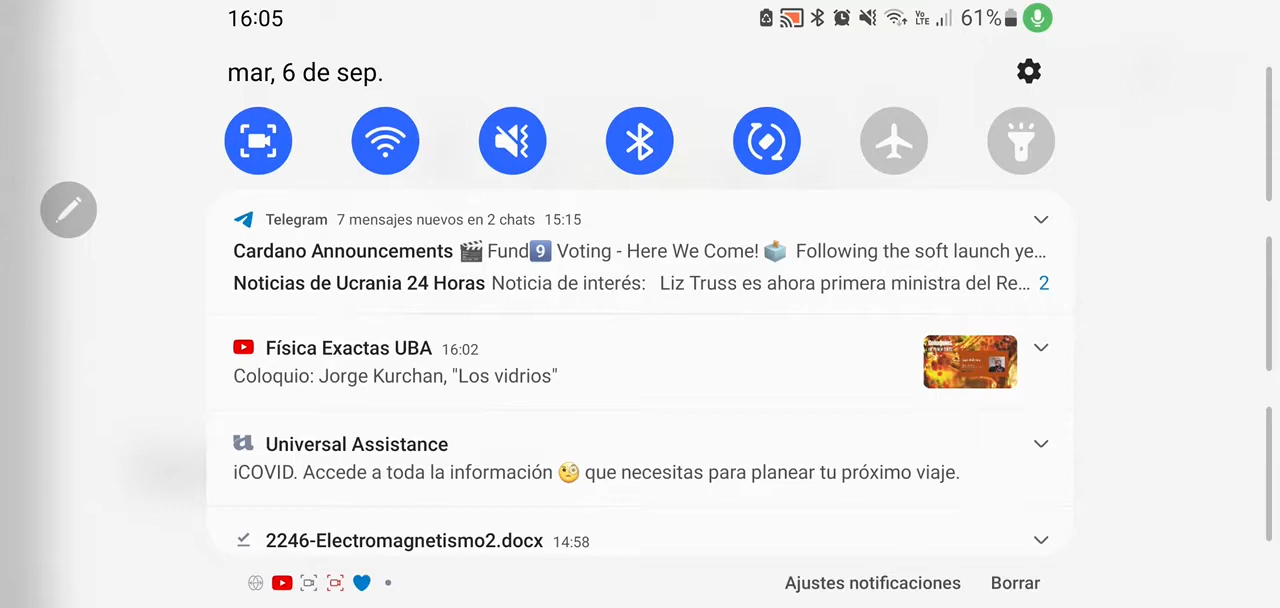 16:05
Vo LTE 61%
mar, 6 de sep.
Telegram 7 mensajes nuevos en 2 chats 15:15
Cardano Announcements 🎬 Fund9️⃣ Voting - Here We Come! 🗳️ Following the soft launch ye...
Noticias de Ucrania 24 Horas Noticia de interés: Liz Truss es ahora primera ministra del Re... 2
Física Exactas UBA 16:02
Coloquio: Jorge Kurchan, "Los vidrios"
Universal Assistance
iCOVID. Accede a toda la información 🧐 que necesitas para planear tu próximo viaje.
2246-Electromagnetismo2.docx 14:58
Ajustes notificaciones Borrar